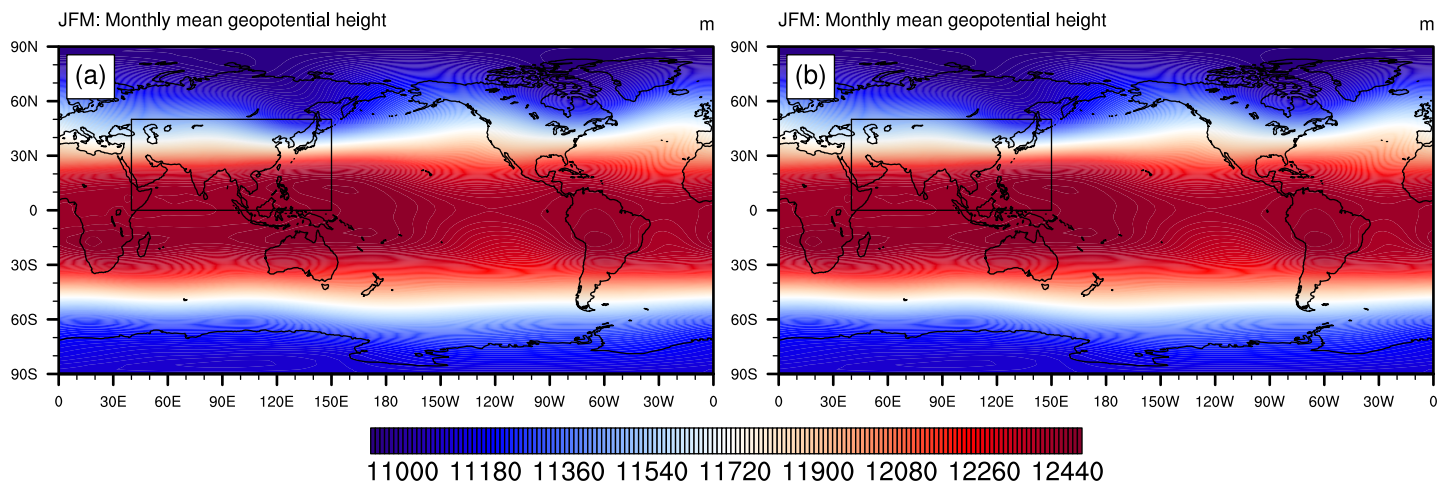 JFM: Monthly mean geopotential height m JFM: Monthly mean geopotential height m
90N 90N
(a) (b)
60N 60N
30N 30N
0 0
30S 30S
60S 60S
90S 90S
0 30E 60E 90E 120E 150E 180 150W 120W 90W 60W 30W 0 0 30E 60E 90E 120E 150E 180 150W 120W 90W 60W 30W 0
11000 11180 11360 11540 11720 11900 12080 12260 12440